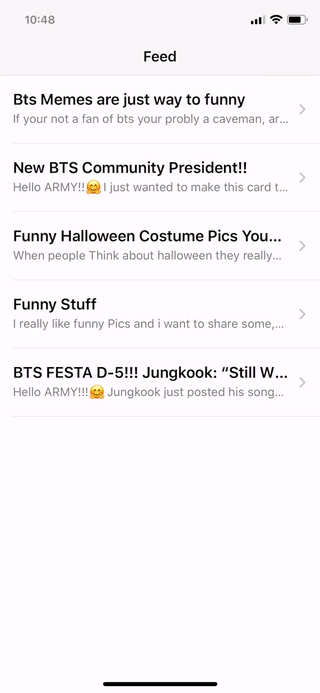 10:48
Feed
Bts Memes are just way to funny
If your not a fan of bts your probly a caveman, ar...
New BTS Community President!!
Hello ARMY!!🤗 I just wanted to make this card t...
Funny Halloween Costume Pics You...
When people Think about halloween they really...
Funny Stuff
I really like funny Pics and i want to share some,...
BTS FESTA D-5!!! Jungkook: “Still W...
Hello ARMY!!!🤗 Jungkook just posted his song...